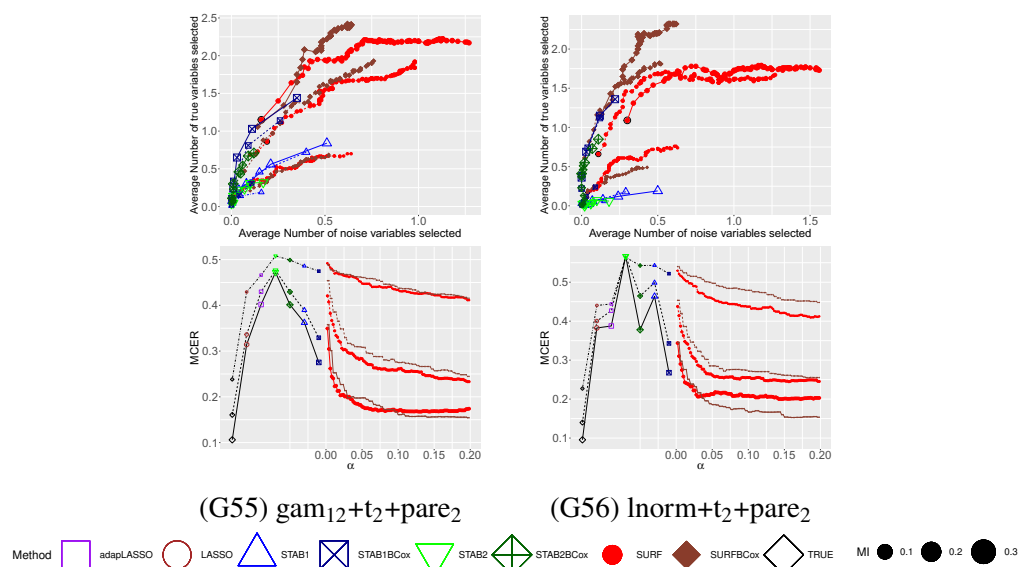 Average Number of true variables selected
2.5
2.0
1.5
1.0
0.5
0.0
0.0 0.5 1.0
Average Number of noise variables selected
Average Number of true variables selected
2.0
1.5
1.0
0.5
0.0
0.0 0.5 1.0 1.5
Average Number of noise variables selected
MCER
0.5
0.4
0.3
0.2
0.1
0.00 0.05 0.10 0.15 0.20
α
MCER
0.5
0.4
0.3
0.2
0.1
0.00 0.05 0.10 0.15 0.20
α
(G55) gam₁₂+t₂+pare₂
(G56) lnorm+t₂+pare₂
Method adapLASSO LASSO STAB1 STAB1BCox STAB2 STAB2BCox SURF SURFBCox TRUE MI 0.1 0.2 0.3